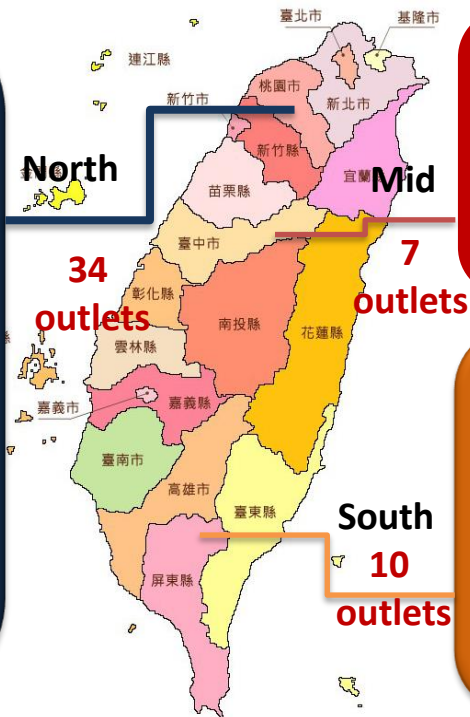 臺北市
基隆市
連江縣
桃園市
新竹市
新北市
North
新竹縣
宜蘭
Mid
苗栗縣
臺中市
34
outlets
7
outlets
彰化縣
南投縣
花蓮縣
雲林縣
嘉義市
嘉義縣
臺南市
高雄市
臺東縣
South
10
outlets
屏東縣